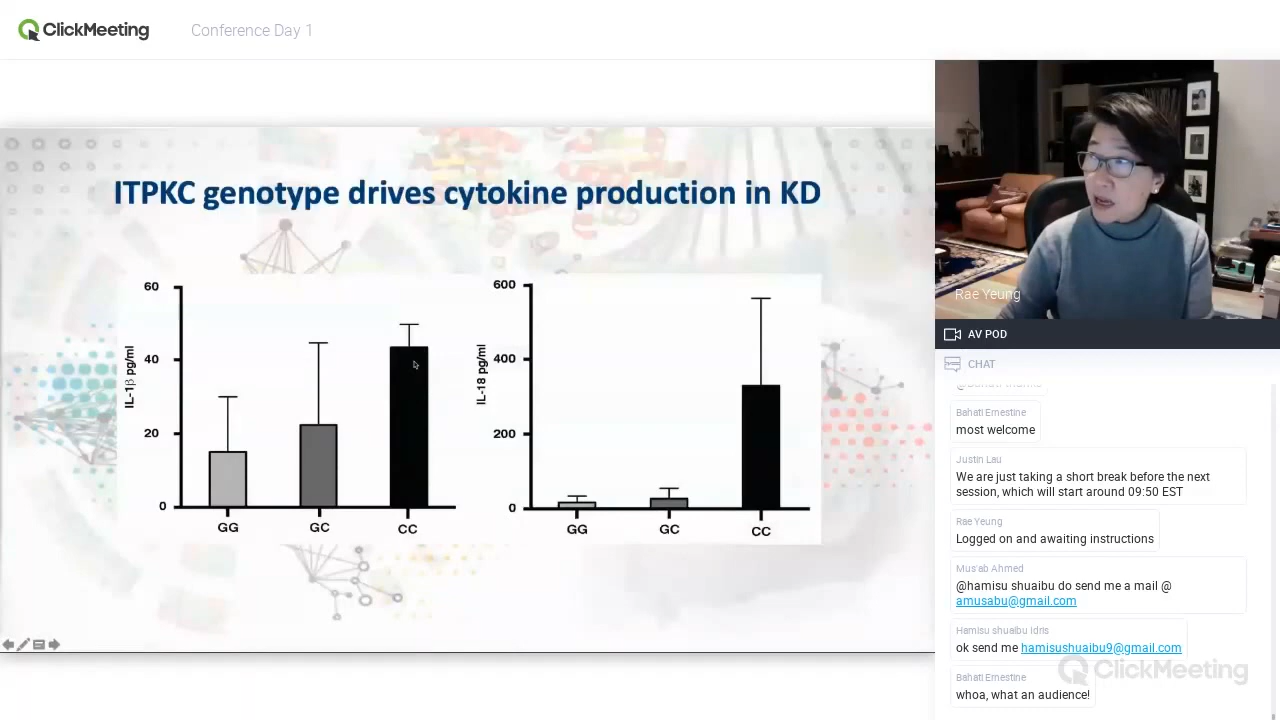 ClickMeeting
Conference Day 1
ITPKC genotype drives cytokine production in KD
60
40
20
0
IL-1β pg/ml
GG
GC
CC
600
400
200
0
IL-18 pg/ml
GG
GC
CC
Rae Yeung
AV POD
CHAT
Bahati Ernestine
most welcome
Justin Lau
We are just taking a short break before the next
session, which will start around 09:50 EST
Rae Yeung
Logged on and awaiting instructions
Mus'ab Ahmed
@hamisu shuaibu do send me a mail @
amusabu@gmail.com
Hamisu shuaibu Idris
ok send me hamisushuaibu9@gmail.com
Bahati Ernestine
whoa, what an audience!
ClickMeeting